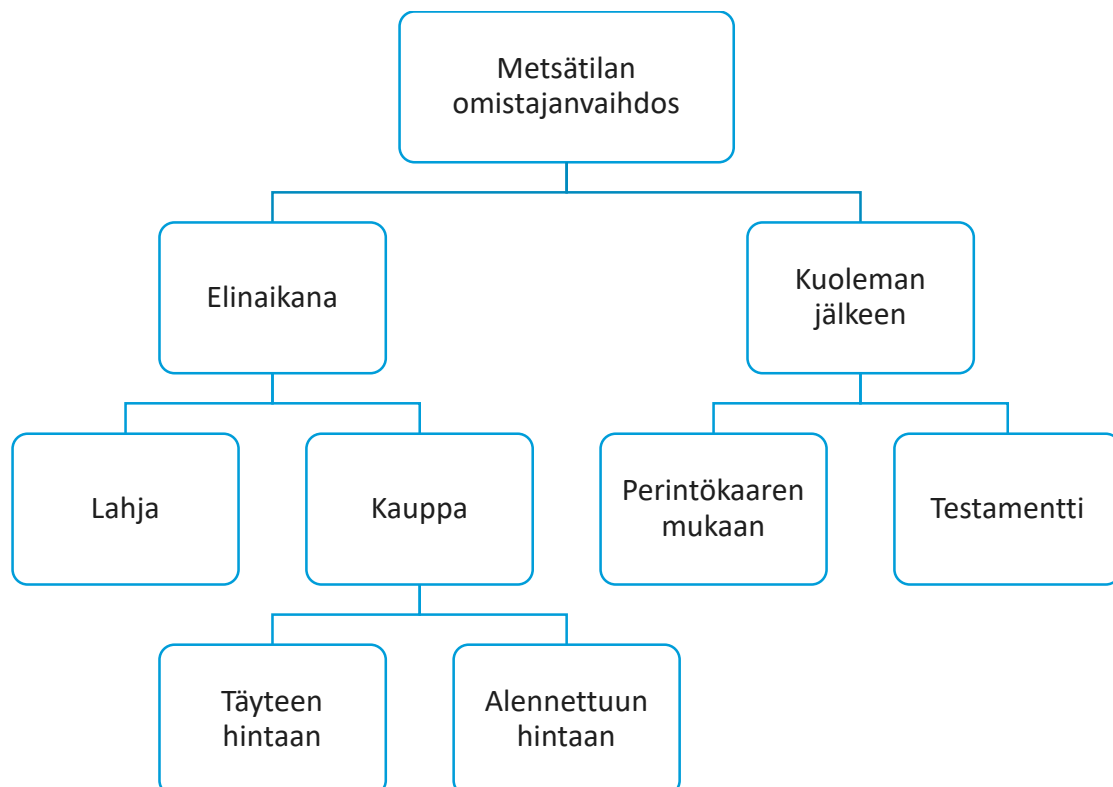 Metsätilan
omistajanvaihdos
Elinaikana
Kuoleman
jälkeen
Lahja
Kauppa
Perintökaaren
mukaan
Testamentti
Täyteen
hintaan
Alennettuun
hintaan